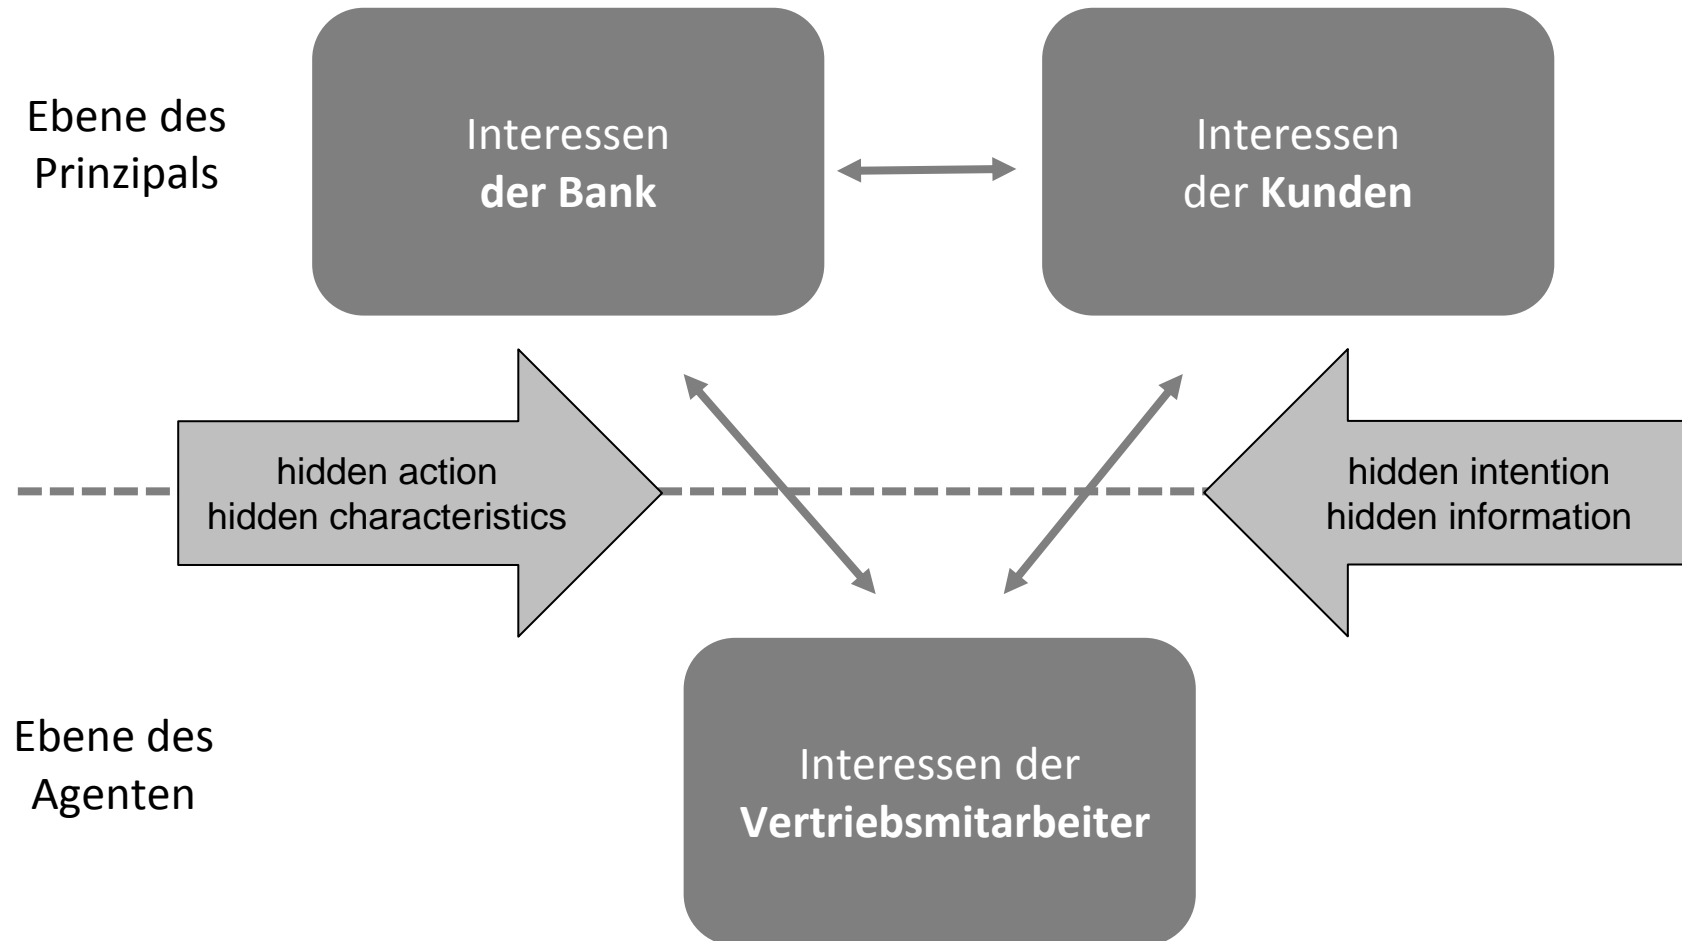 Ebene des
Prinzipals
Interessen
der Bank
Interessen
der Kunden
hidden action
hidden characteristics
hidden intention
hidden information
Ebene des
Agenten
Interessen der
Vertriebsmitarbeiter